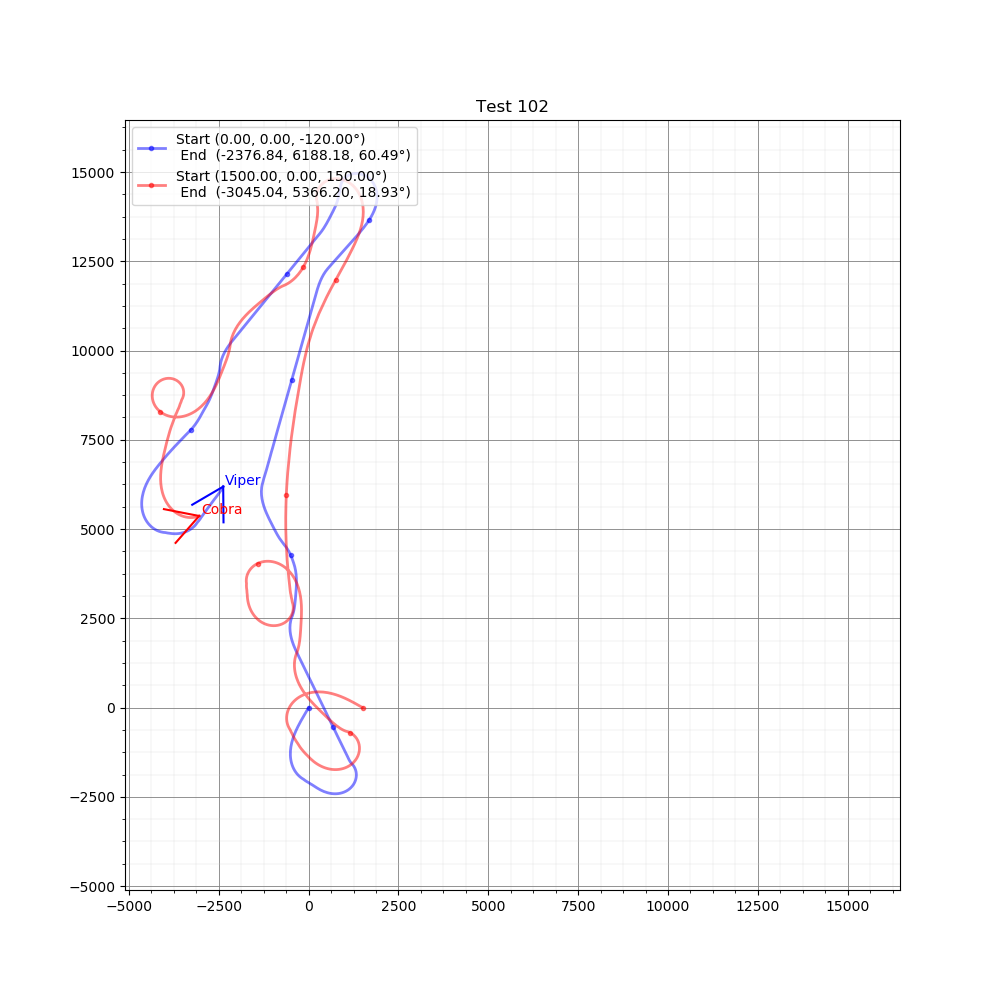 Test 102
Start (0.00, 0.00, -120.00°)
End (-2376.84, 6188.18, 60.49°)
Start (1500.00, 0.00, 150.00°)
End (-3045.04, 5366.20, 18.93°)
15000
12500
10000
7500
5000
2500
0
−2500
−5000
Viper
Cobra
−5000 −2500 0 2500 5000 7500 10000 12500 15000